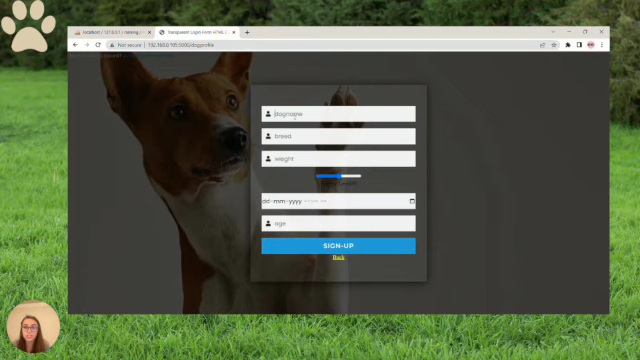 localhost / 127.0.0.1 / training /
Transparent Login Form HTML
Not secure | 192.168.0.105:5000/dogprofile
dogname
breed
wieght
dd-mm-yyyy
age
SIGN-UP
Back